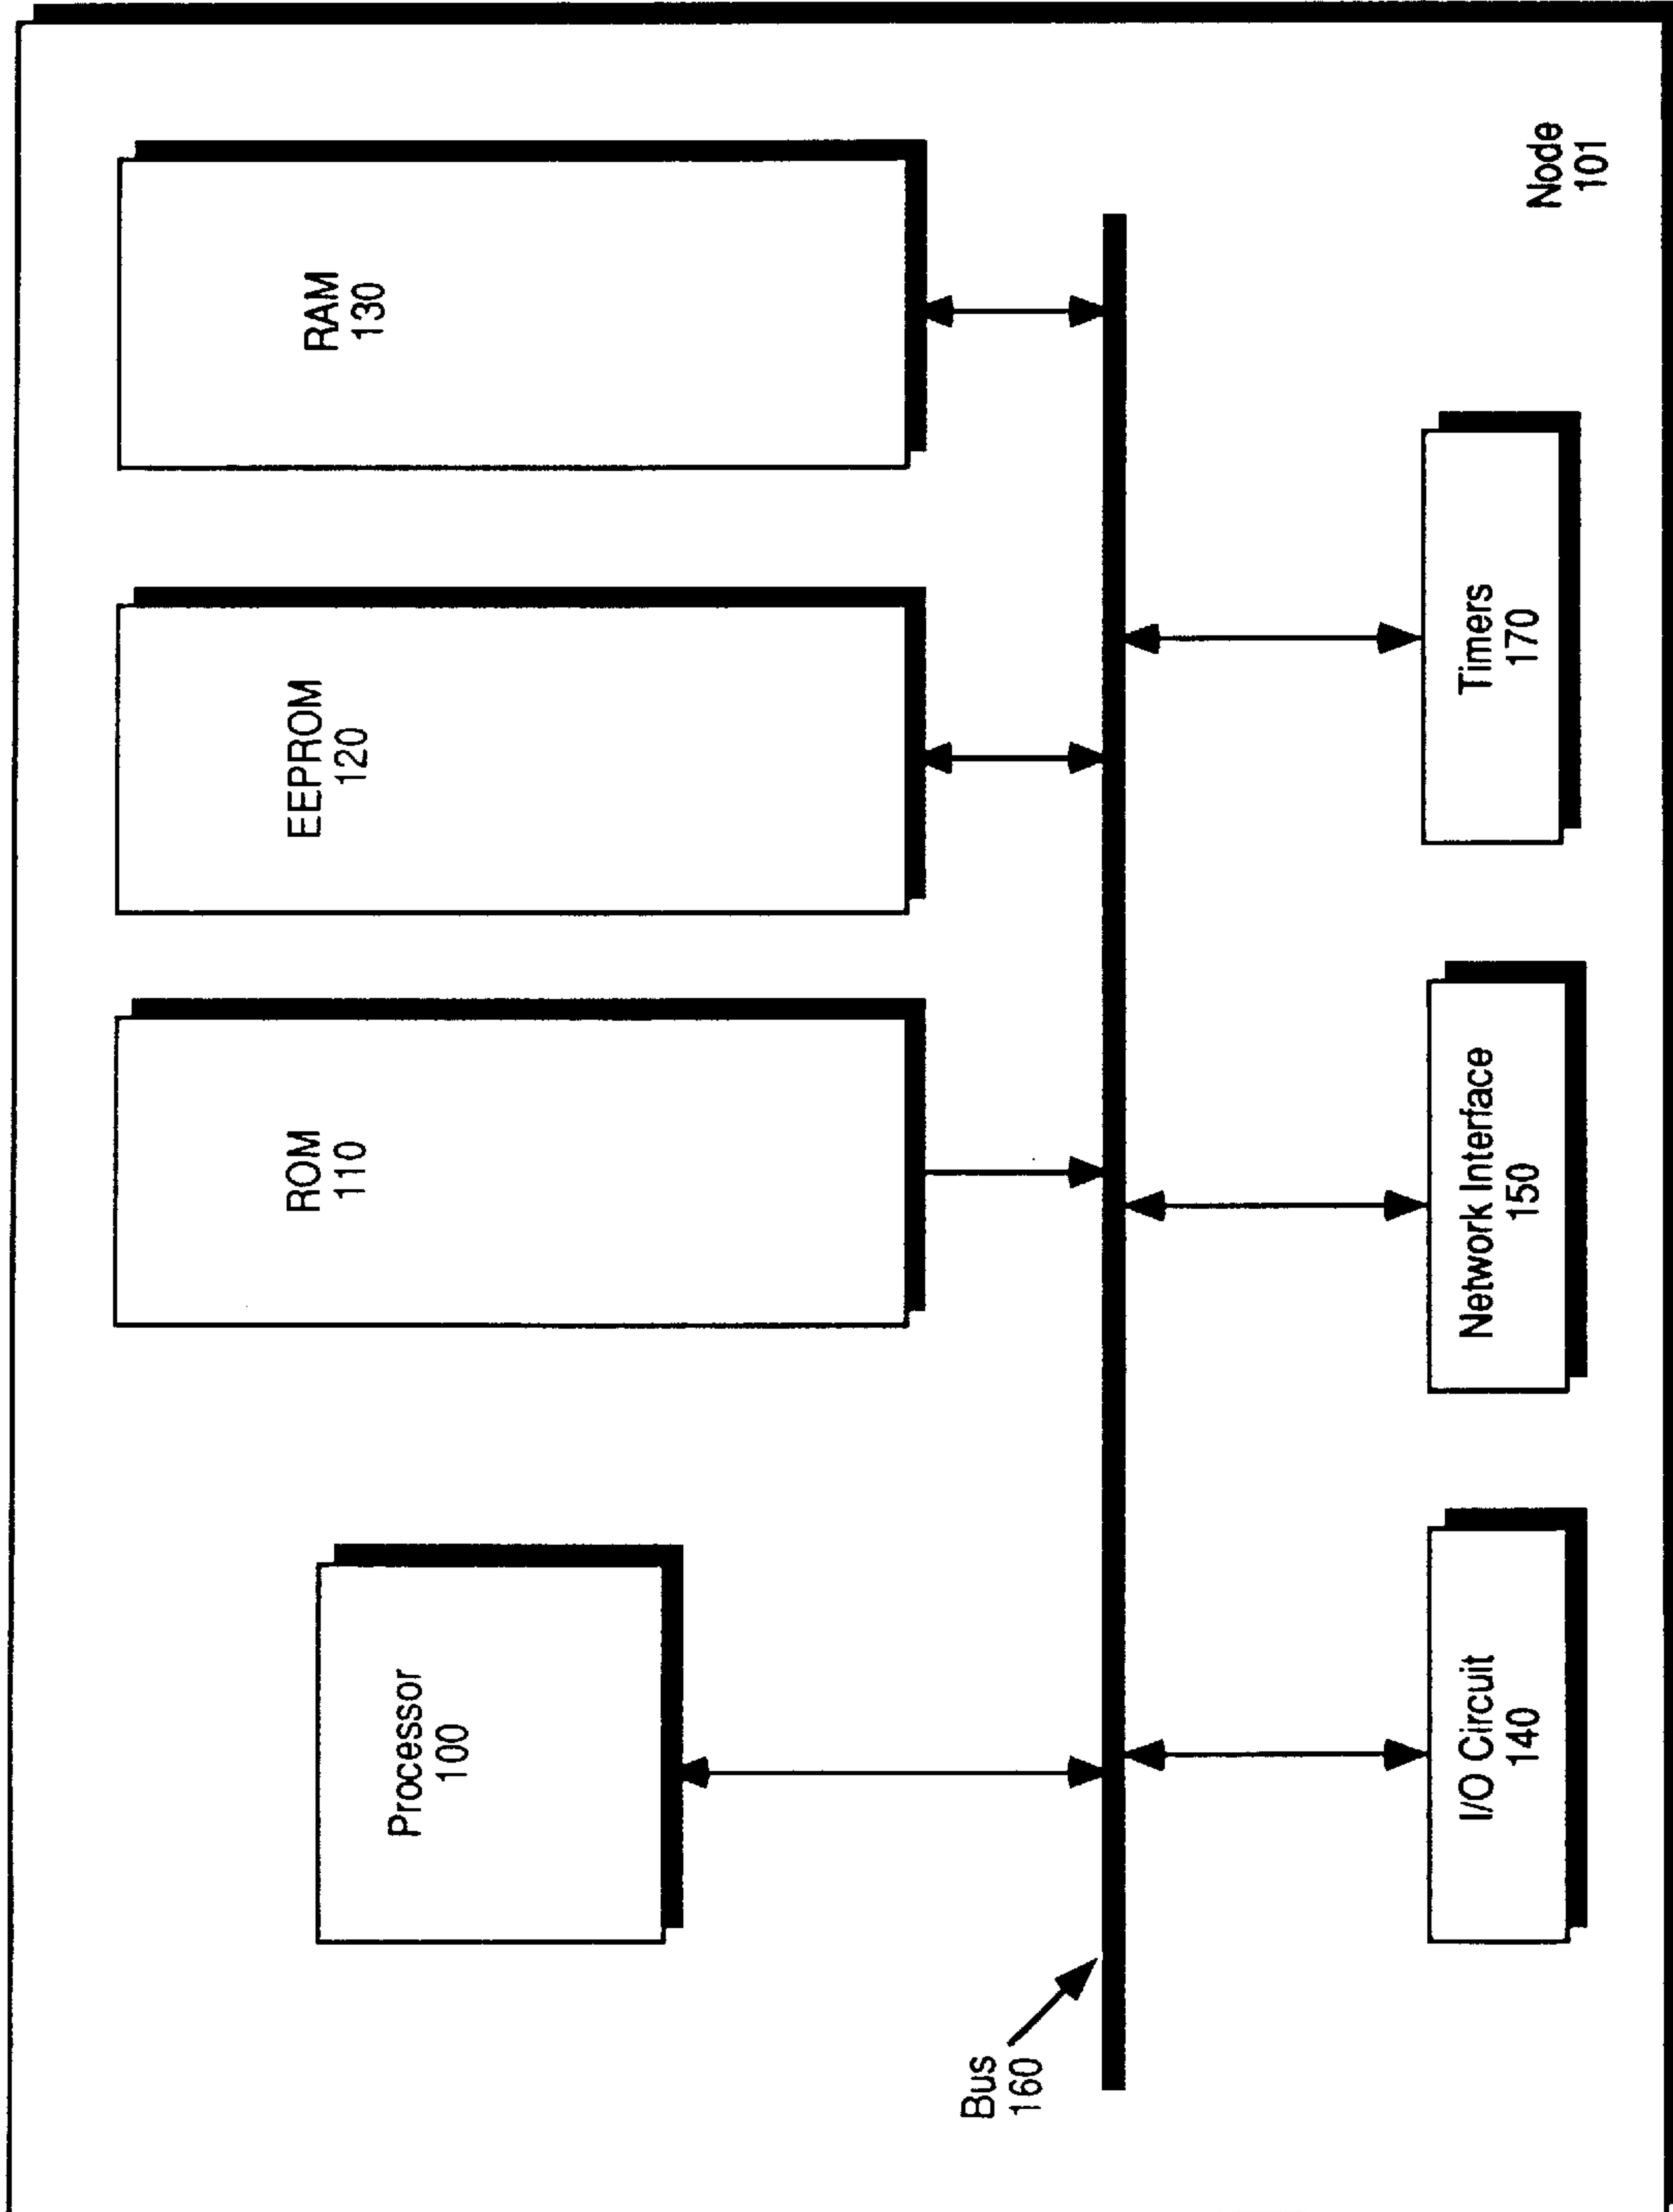 Processor
100
ROM
110
EEPROM
120
RAM
130
Bus
160
I/O Circuit
140
Network Interface
150
Timers
170
Node
101